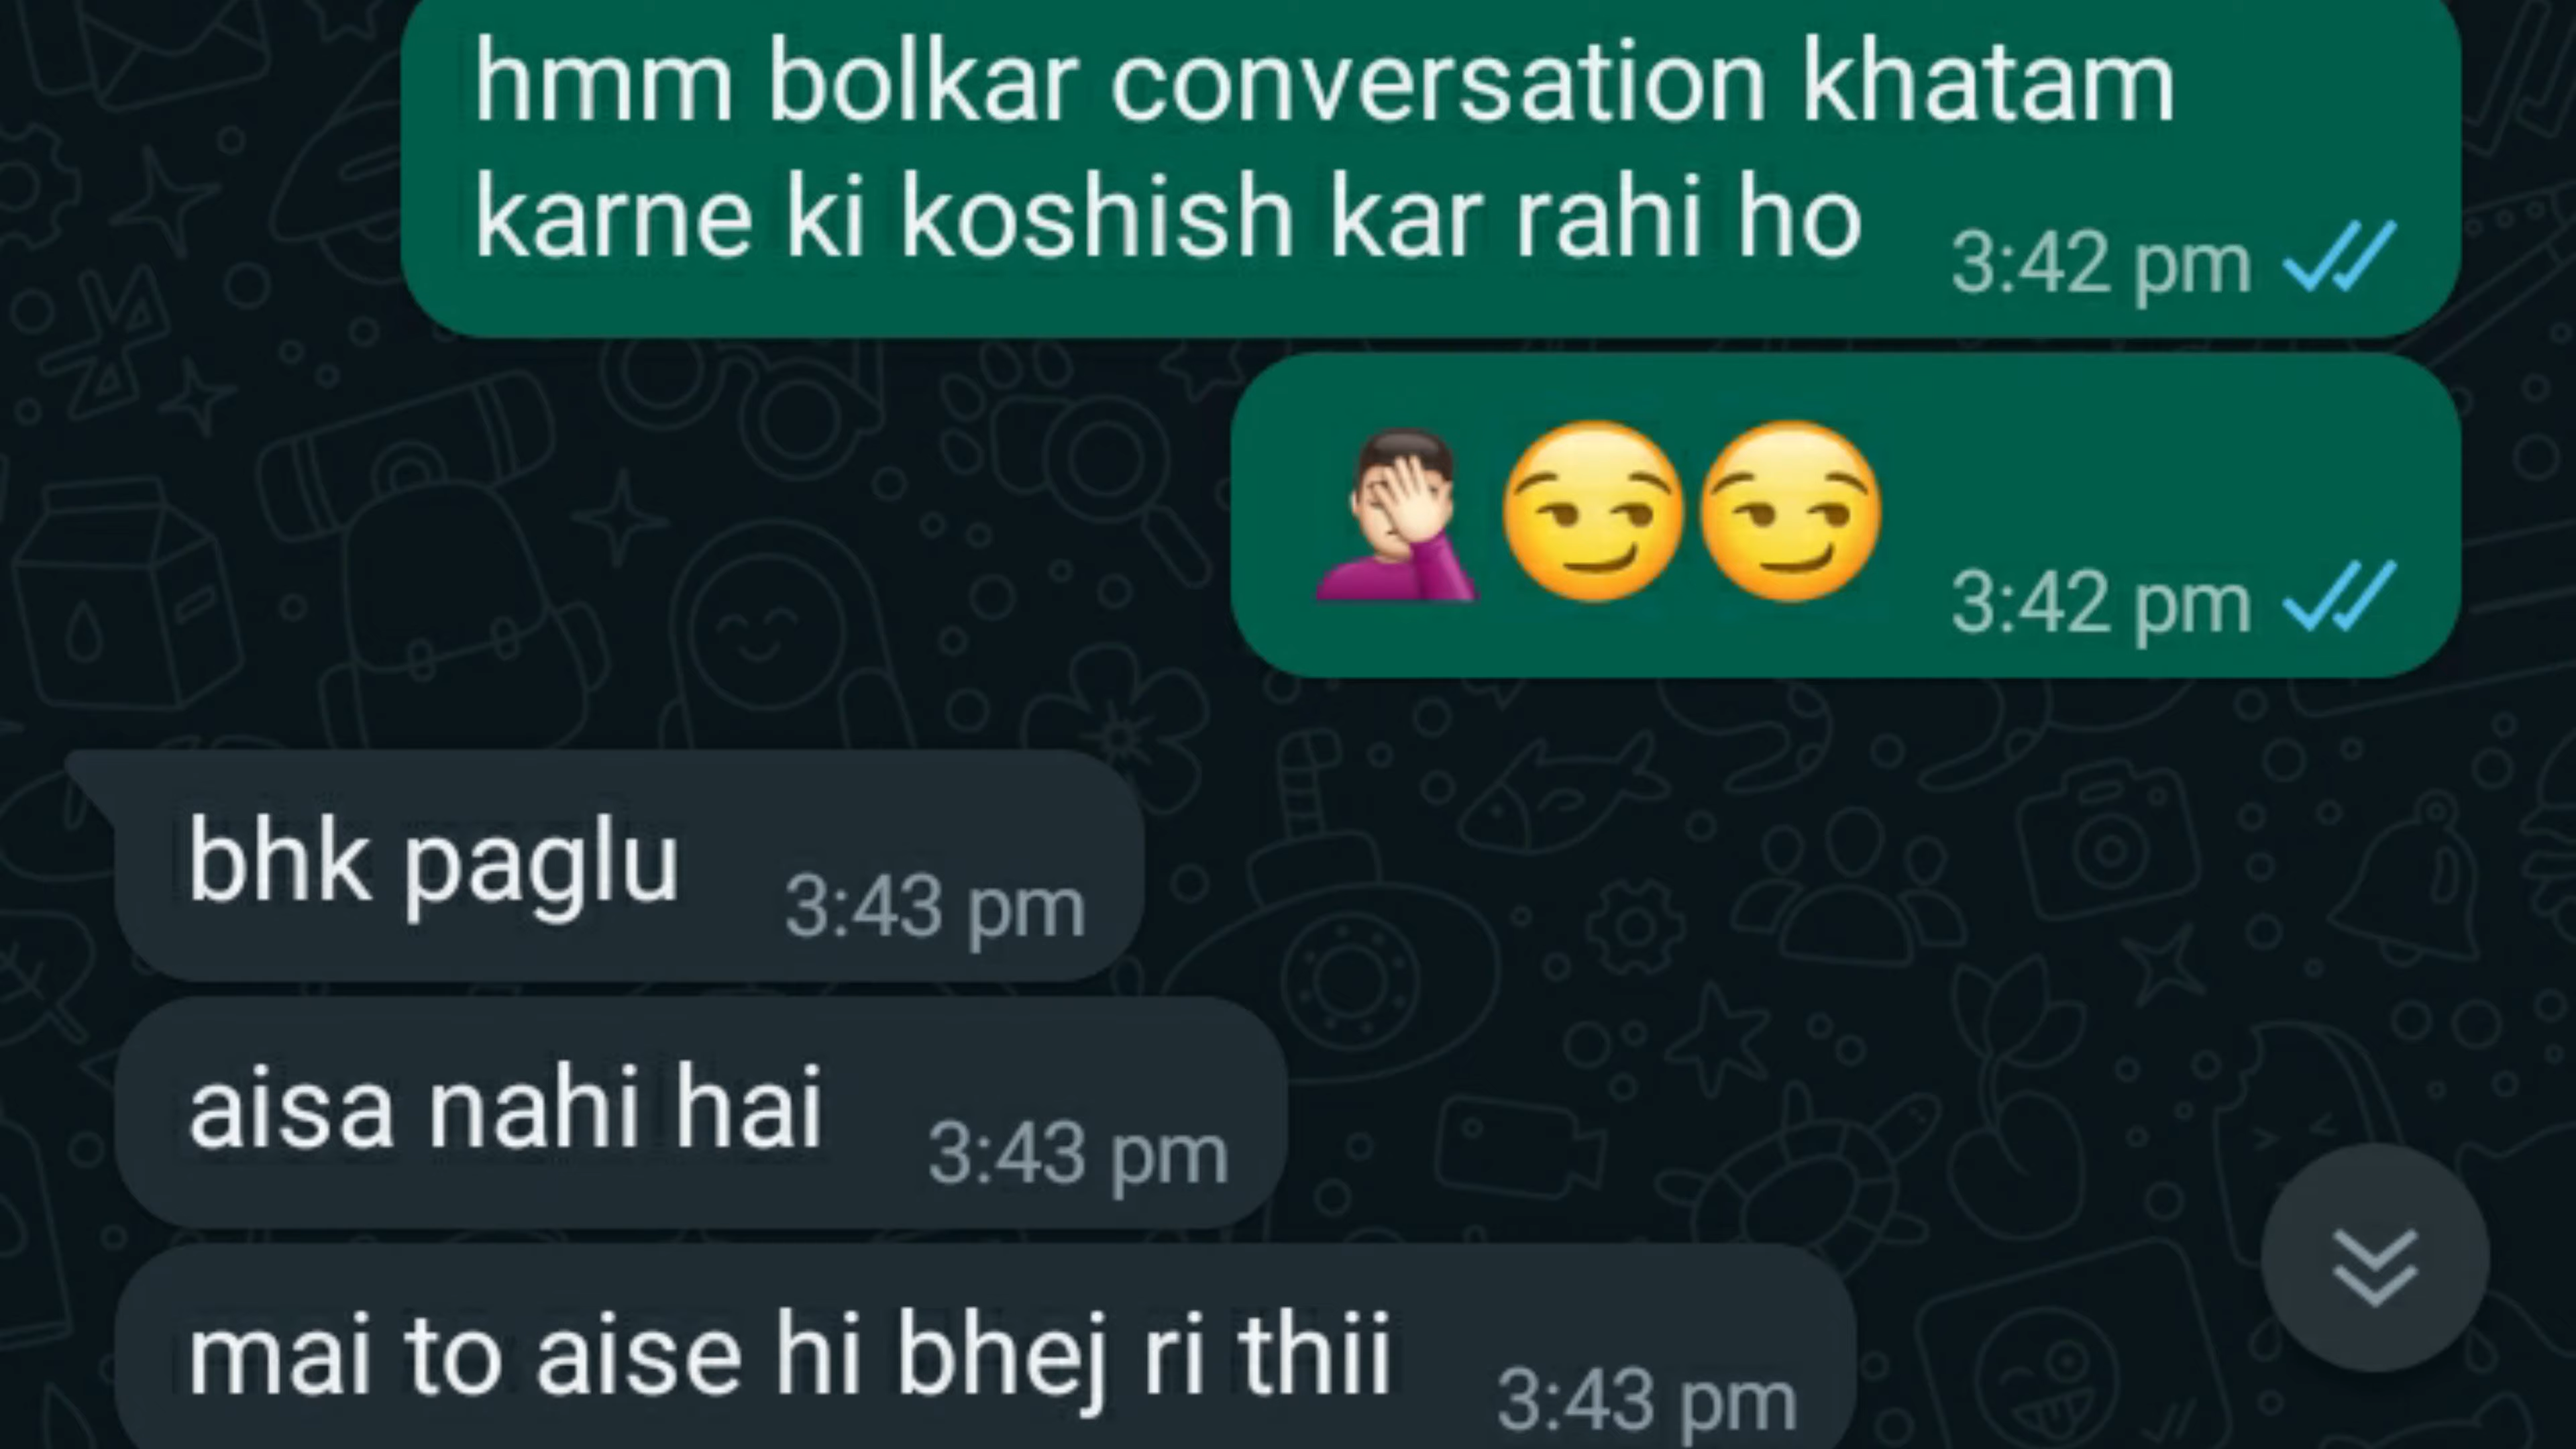 hmm bolkar conversation khatam
karne ki koshish kar rahi ho 3:42 pm
🤦🏻‍♂️😏😏 3:42 pm
bhk paglu 3:43 pm
aisa nahi hai 3:43 pm
mai to aise hi bhej ri thii 3:43 pm